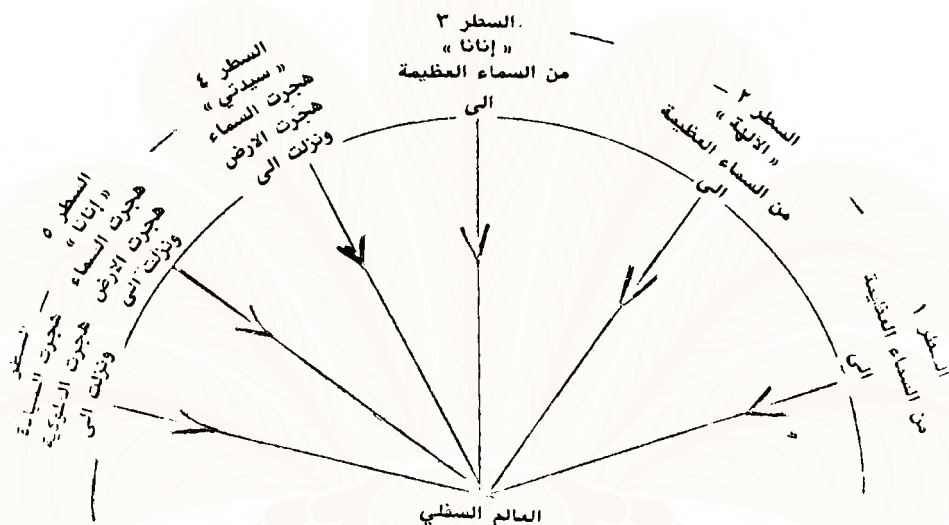 السطر ١
من السماء العظيمة
الى
السطر ٢
« الالهة »
من السماء العظيمة
الى
السطر ٣
« إنانا »
من السماء العظيمة
الى
السطر ٤
« سيدتي »
هجرت السماء
هجرت الارض
ونزلت الى
السطر ٥
« إنانا »
هجرت السماء
هجرت الارض
ونزلت الى
السطر
هجرت السيادة
هجرت الملوكية
ونزلت الى
العالم السفلي